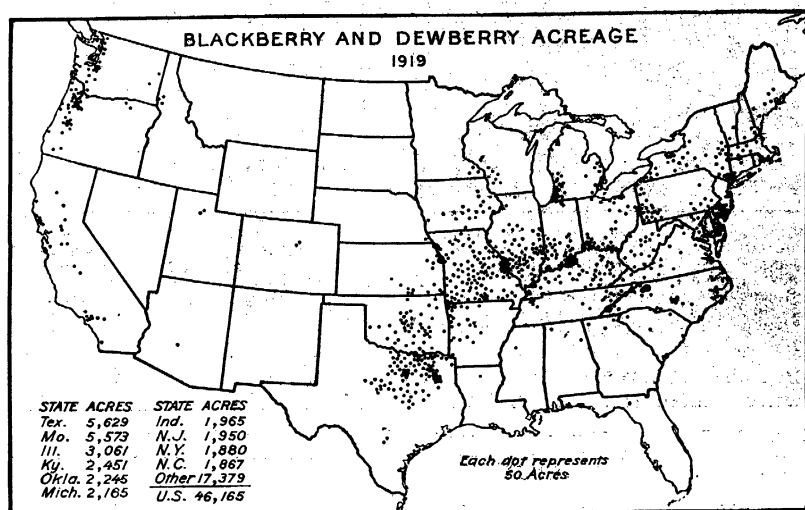 BLACKBERRY AND DEWBERRY ACREAGE
1919
STATE ACRES STATE ACRES
Tex. 5,629 Ind. 1,965
Mo. 5,573 N.J. 1,950
Ill. 3,061 N.Y. 1,880
Ky. 2,451 N.C. 1,867
Okla. 2,245 Other 17,379
Mich. 2,165 U.S. 46,165
Each dot represents
50 Acres